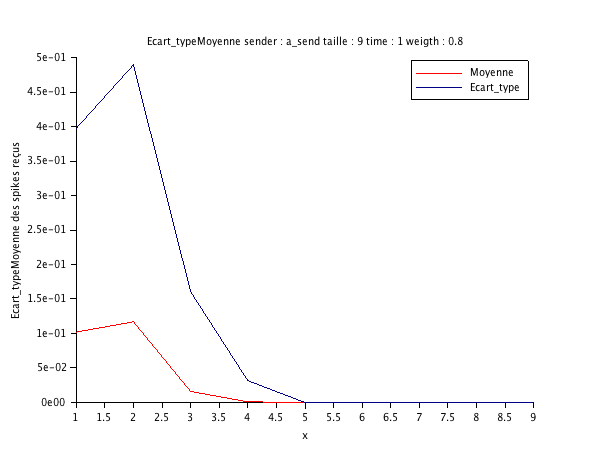 Ecart_typeMoyenne sender : a_send taille : 9 time : 1 weigth : 0.8
5e-01
4.5e-01
4e-01
3.5e-01
3e-01
2.5e-01
2e-01
1.5e-01
1e-01
5e-02
0e00
Ecart_typeMoyenne des spikes reçus
Moyenne
Ecart_type
1 1.5 2 2.5 3 3.5 4 4.5 5 5.5 6 6.5 7 7.5 8 8.5 9
x